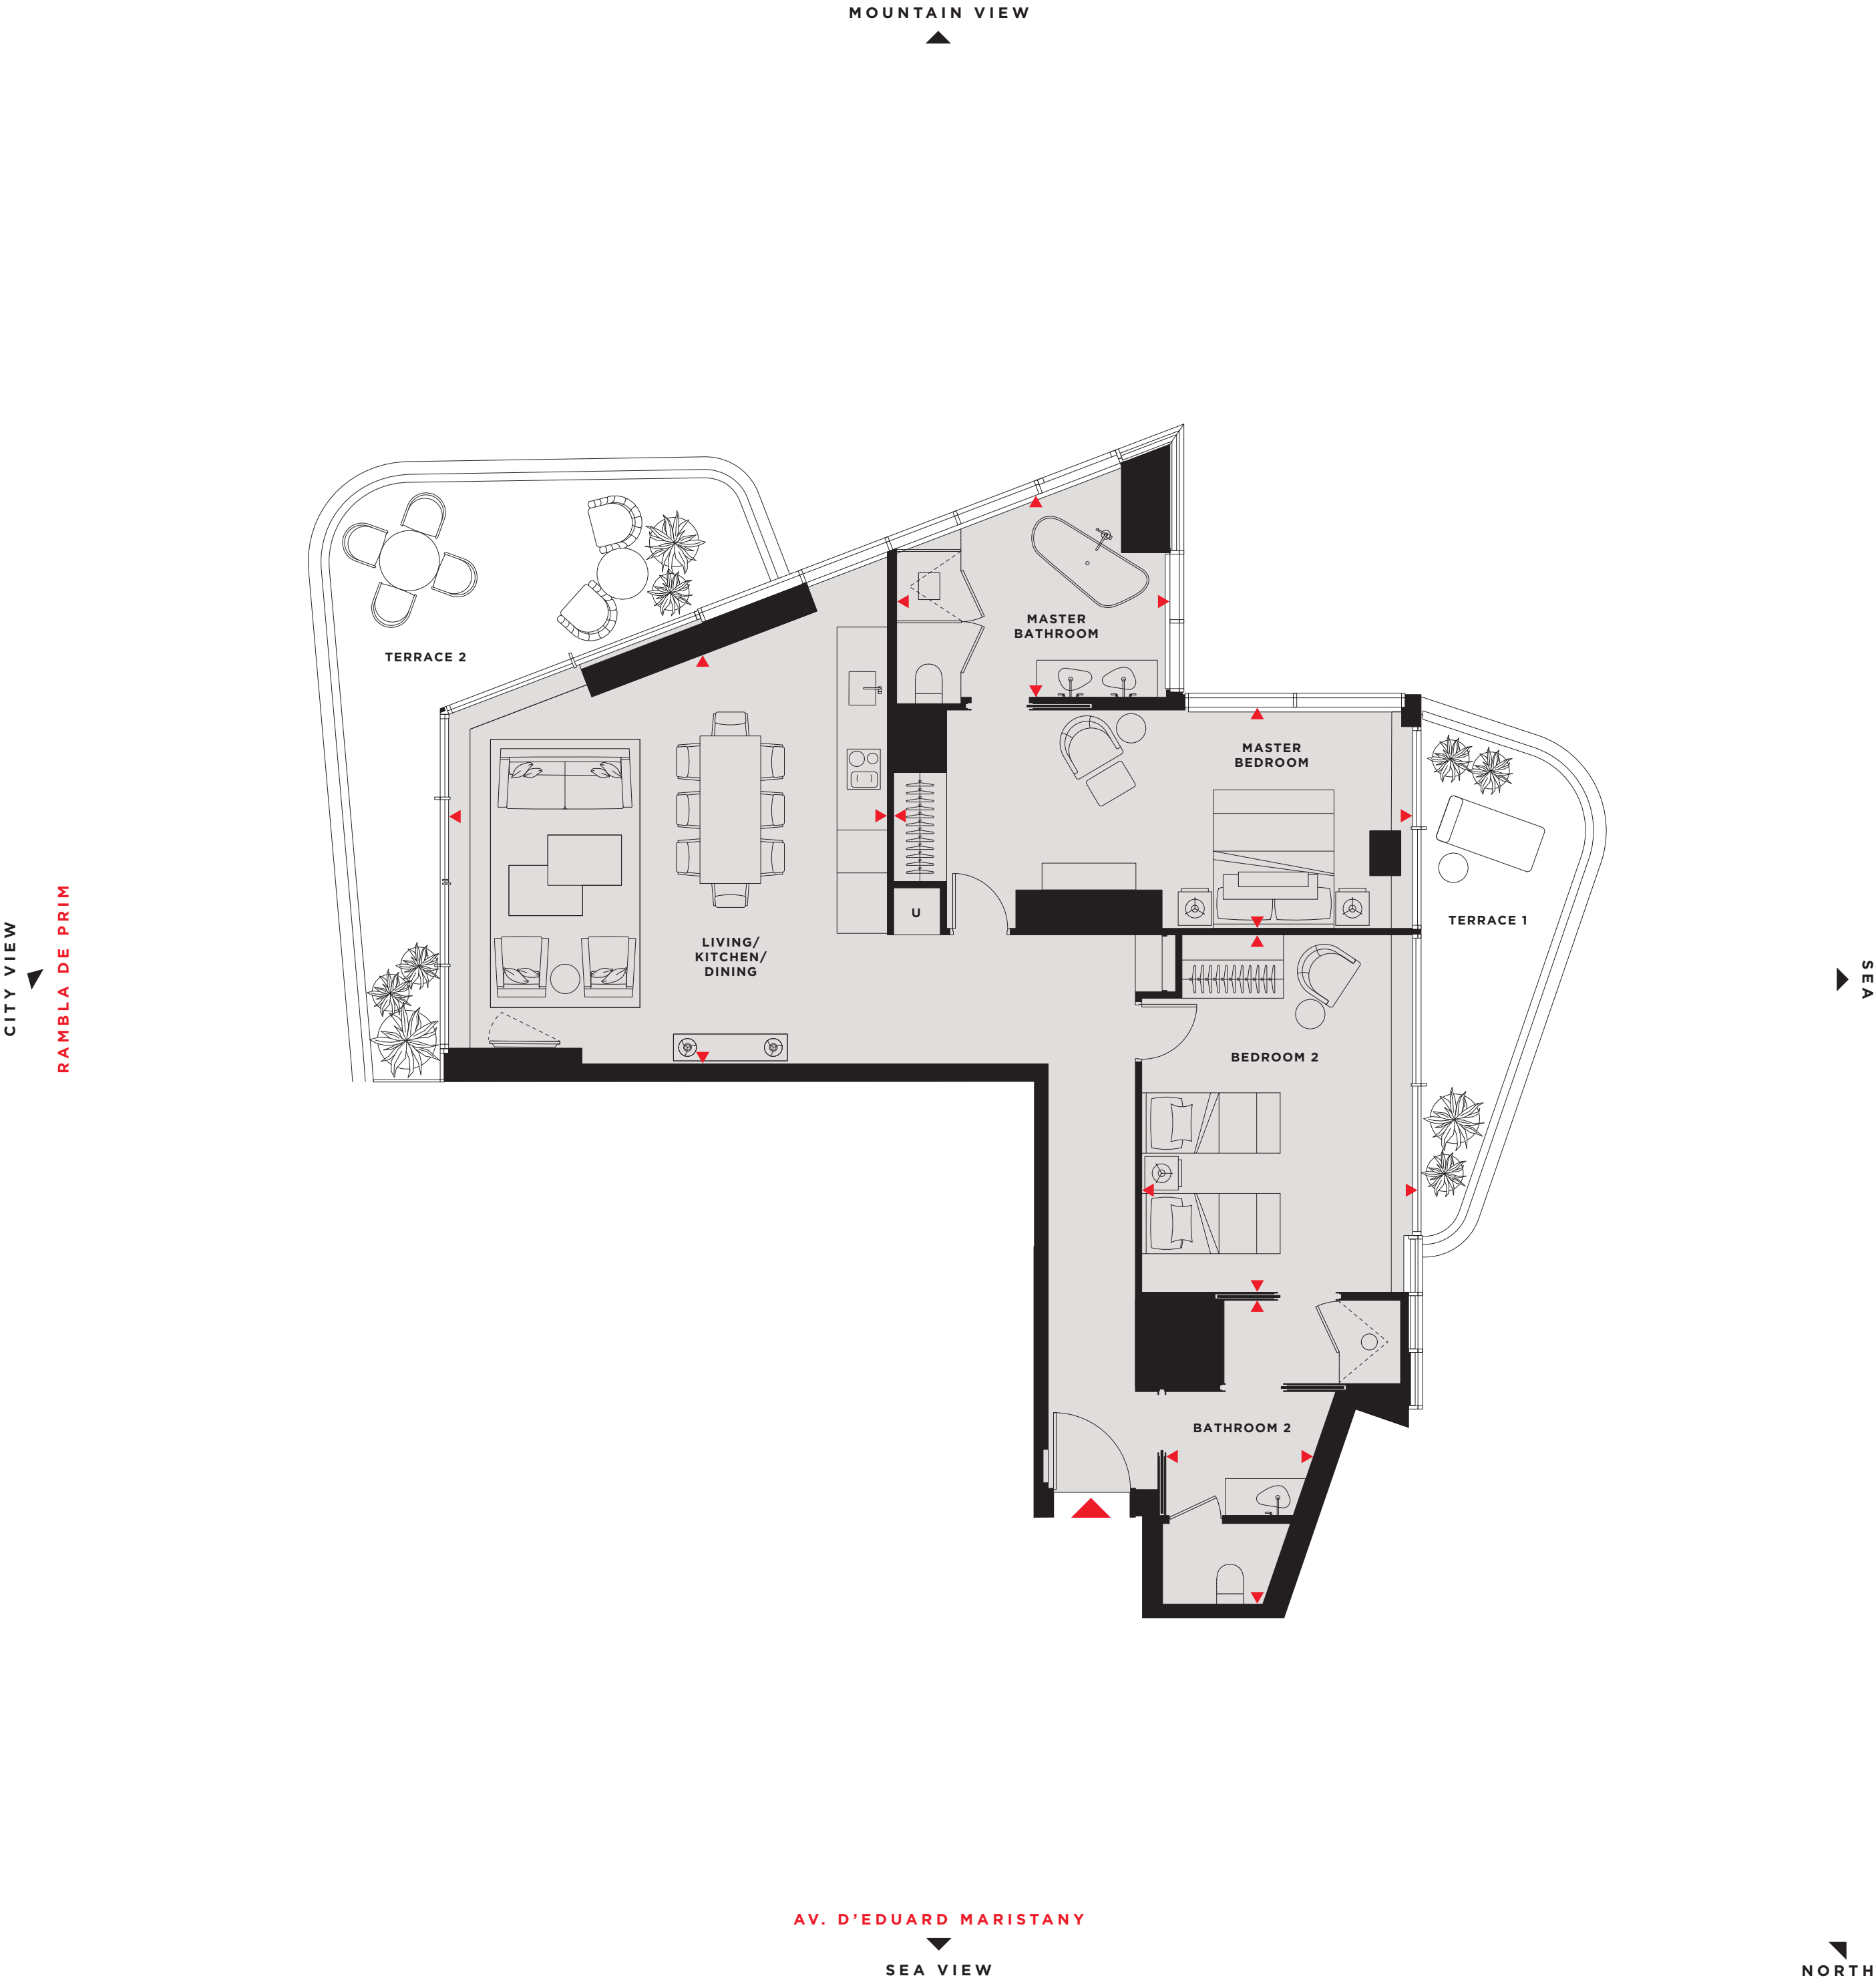 MOUNTAIN VIEW
MASTER
BATHROOM
TERRACE 2
MASTER
BEDROOM
U
TERRACE 1
LIVING/
KITCHEN/
DINING
CITY VIEW
RAMBLA DE PRIM
SEA
BEDROOM 2
BATHROOM 2
AV. D’EDUARD MARISTANY
SEA VIEW
NORTH